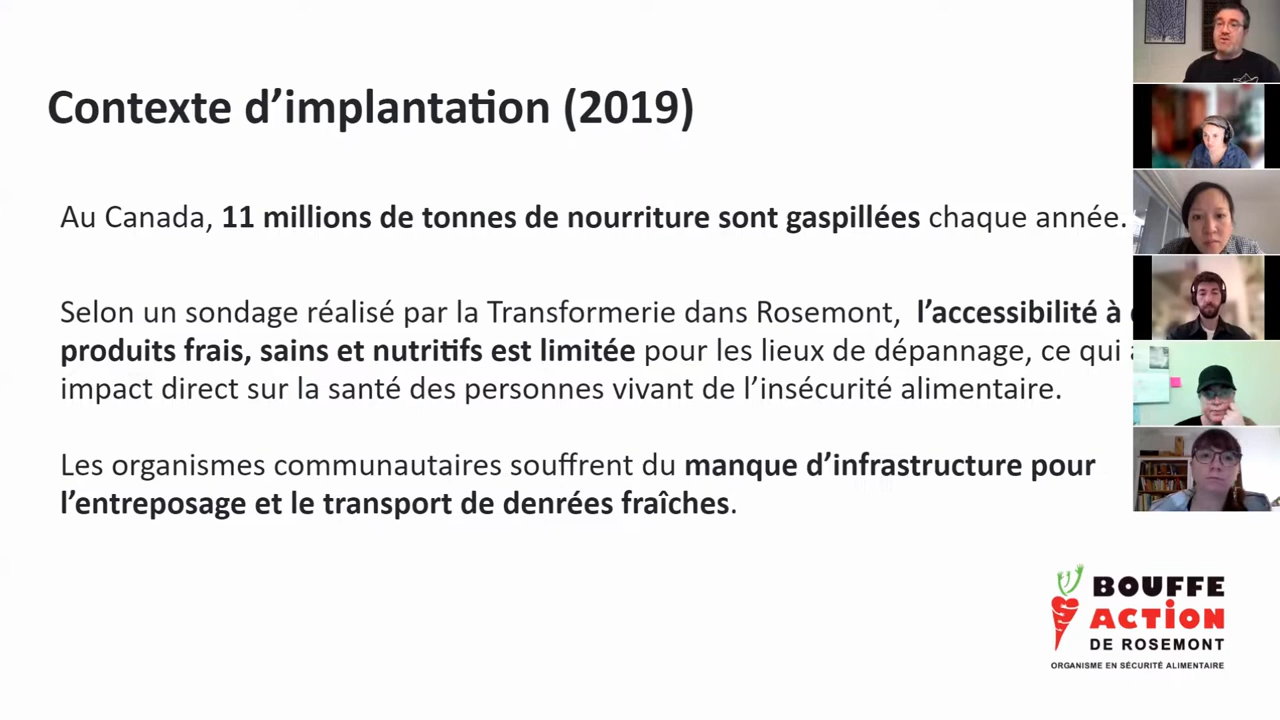 Contexte d’implantation (2019)
Au Canada, 11 millions de tonnes de nourriture sont gaspillées chaque année.
Selon un sondage réalisé par la Transformerie dans Rosemont, l’accessibilité à
produits frais, sains et nutritifs est limitée pour les lieux de dépannage, ce qui
impact direct sur la santé des personnes vivant de l’insécurité alimentaire.
Les organismes communautaires souffrent du manque d’infrastructure pour
l’entreposage et le transport de denrées fraîches.
BOUFFE
ACTION
DE ROSEMONT
ORGANISME EN SÉCURITÉ ALIMENTAIRE